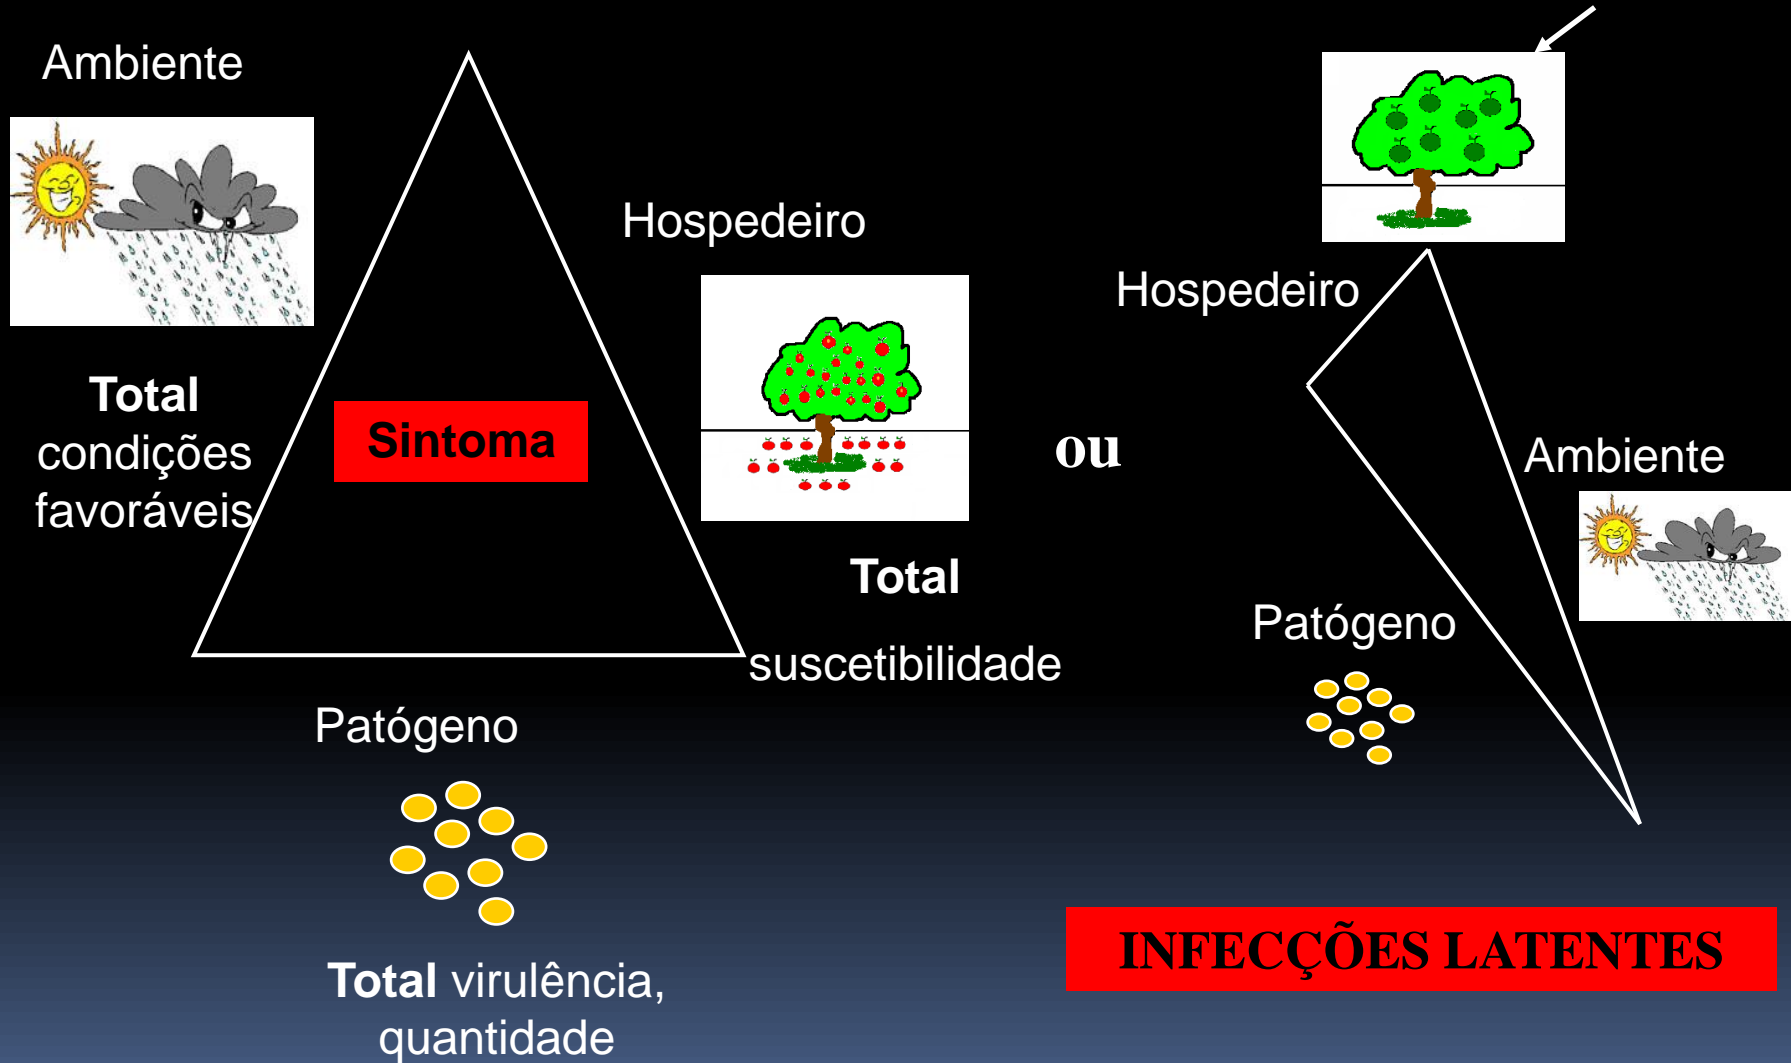 Ambiente
Total
condições
favoráveis
Sintoma
Hospedeiro
Total
suscetibilidade
Patógeno
Total virulência,
quantidade
ou
Hospedeiro
Ambiente
Patógeno
INFECÇÕES LATENTES